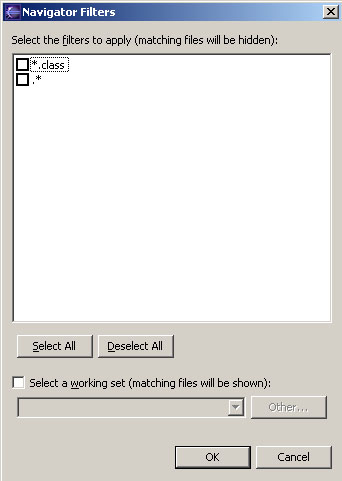 Navigator Filters
Select the filters to apply (matching files will be hidden):
*.class
.*
Select All Deselect All
Select a working set (matching files will be shown):
Other...
OK Cancel